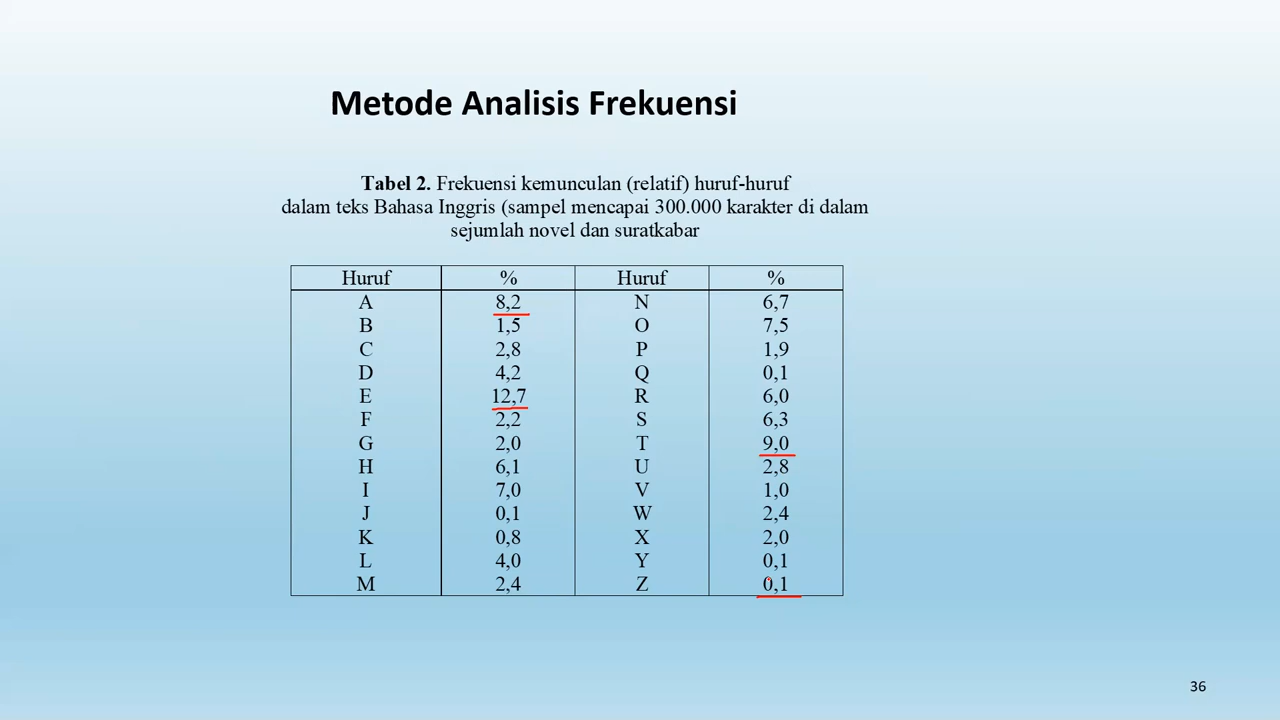 Metode Analisis Frekuensi
Tabel 2. Frekuensi kemunculan (relatif) huruf-huruf
dalam teks Bahasa Inggris (sampel mencapai 300.000 karakter di dalam
sejumlah novel dan suratkabar
Huruf % Huruf %
A 8,2 N 6,7
B 1,5 O 7,5
C 2,8 P 1,9
D 4,2 Q 0,1
E 12,7 R 6,0
F 2,2 S 6,3
G 2,0 T 9,0
H 6,1 U 2,8
I 7,0 V 1,0
J 0,1 W 2,4
K 0,8 X 2,0
L 4,0 Y 0,1
M 2,4 Z 0,1
36